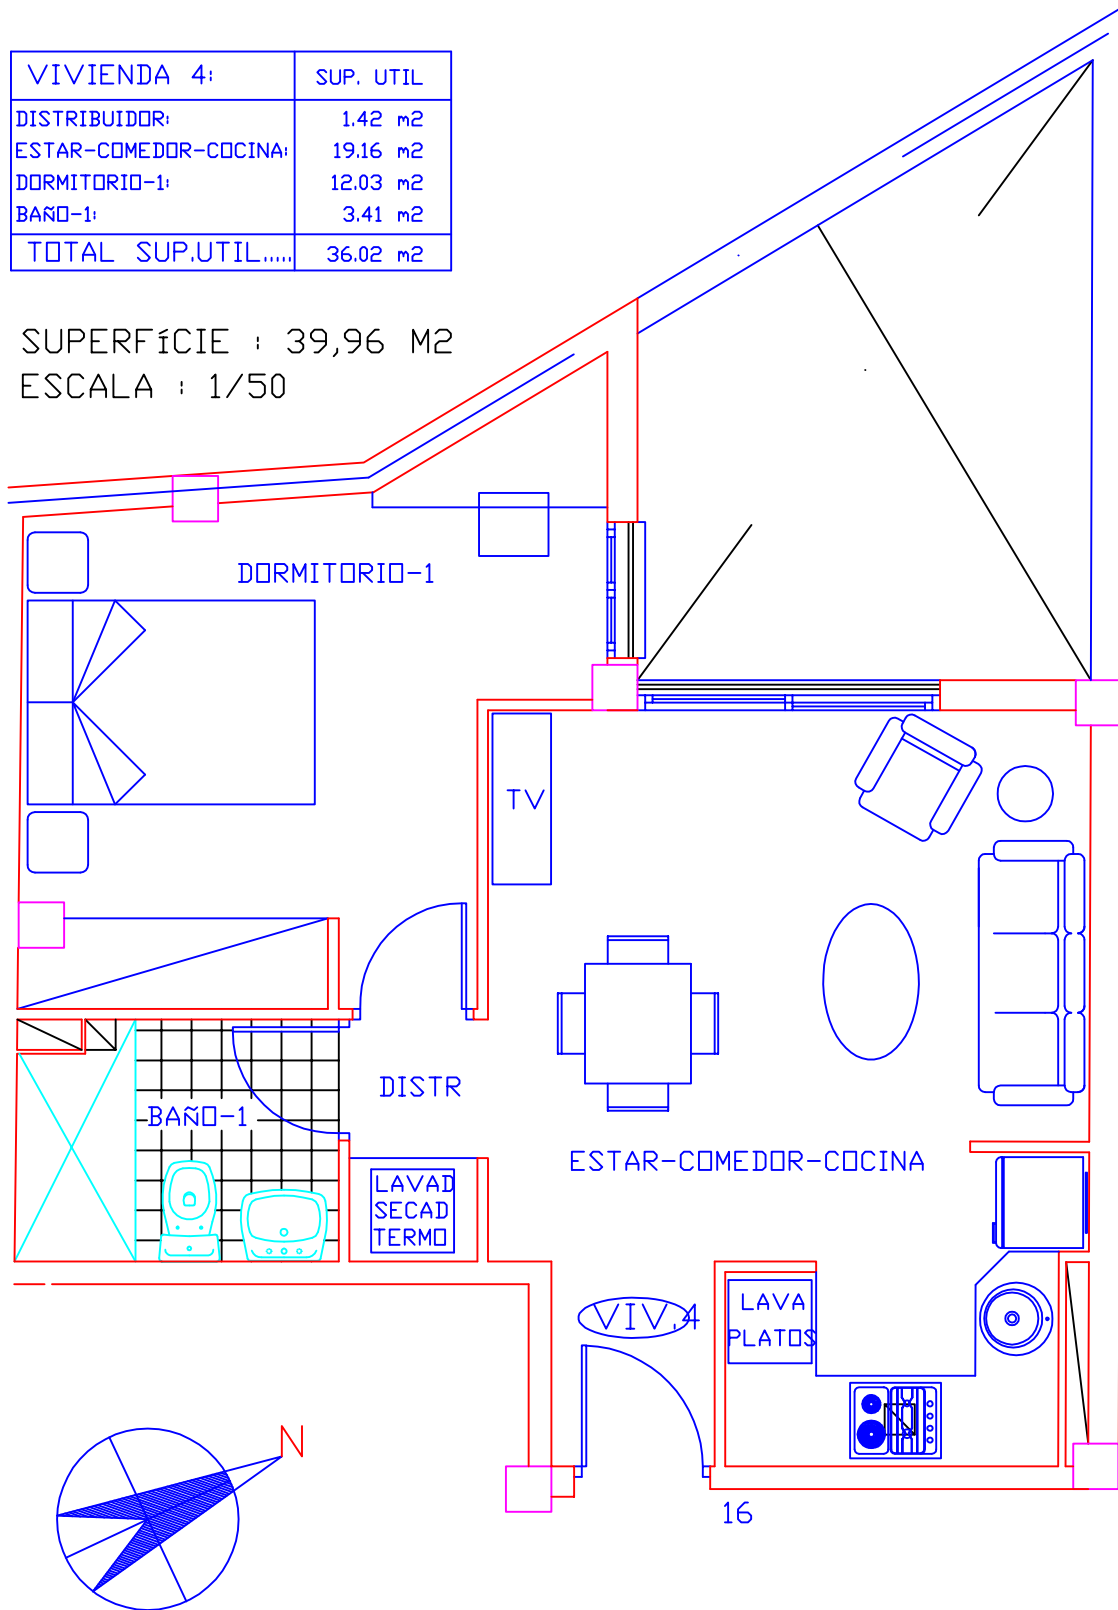 VIVIENDA 4: SUP. UTIL
DISTRIBUIDOR: 1.42 m2
ESTAR-COMEDOR-COCINA: 19.16 m2
DORMITORIO-1: 12.03 m2
BAÑO-1: 3.41 m2
TOTAL SUP.UTIL..... 36.02 m2
SUPERFíCIE : 39,96 M2
ESCALA : 1/50
DORMITORIO-1
TV
DISTR
BAÑO-1
ESTAR-COMEDOR-COCINA
LAVAD
SECAD
TERMO
VIV.4
LAVA
PLATOS
N
16